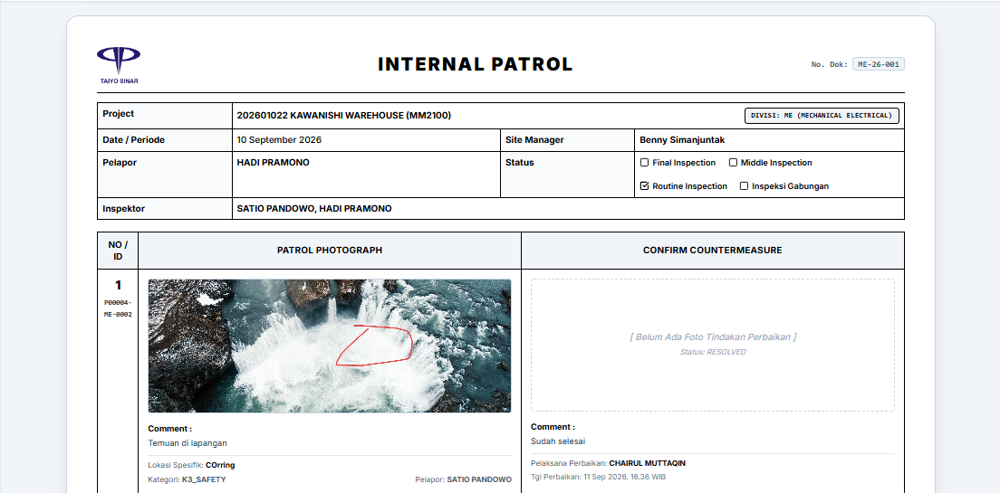 INTERNAL PATROL
TAIYO SINAR
No. Dok: ME-26-001
Project 202601022 KAWANISHI WAREHOUSE (MM2100) DIVISI: ME (MECHANICAL ELECTRICAL)
Date / Periode 10 September 2026 Site Manager Benny Simanjuntak
Pelapor HADI PRAMONO Status Final Inspection Middle Inspection
Routine Inspection Inspeksi Gabungan
Inspektor SATIO PANDOWO, HADI PRAMONO
NO /
ID
PATROL PHOTOGRAPH CONFIRM COUNTERMEASURE
1
P00004-
ME-0002
[ Belum Ada Foto Tindakan Perbaikan ]
Status: RESOLVED
Comment :
Temuan di lapangan
Lokasi Spesifik: COrring
Kategori: K3_SAFETY Pelapor: SATIO PANDOWO
Comment :
Sudah selesai
Pelaksana Perbaikan: CHAIRUL MUTTAQIN
Tgl Perbaikan: 11 Sep 2026, 16.36 WIB